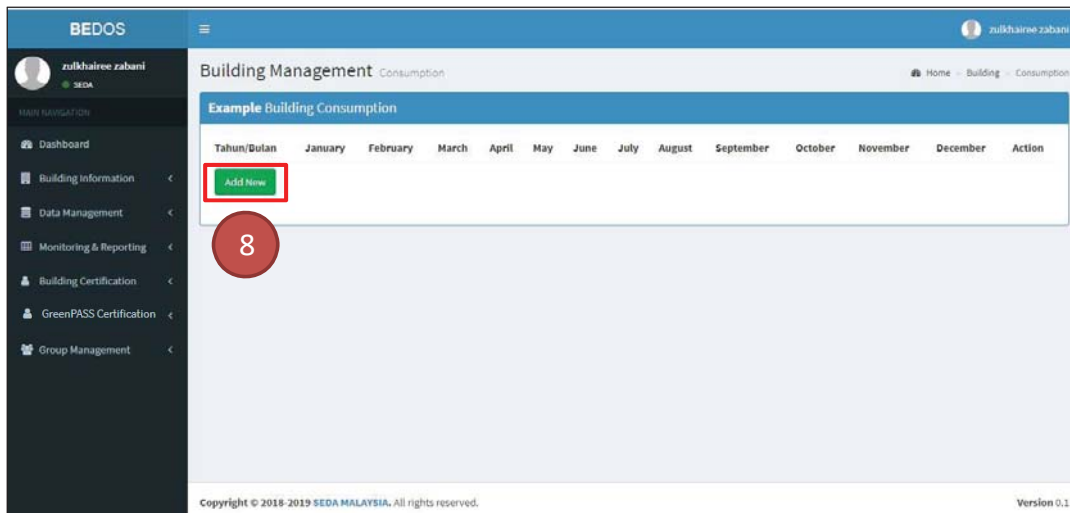 BEDOS
zulkhairee zabani
zulkhairee zabani
SEDA
MAIN NAVIGATION
Dashboard
Building Information
Data Management
Monitoring & Reporting
Building Certification
GreenPASS Certification
Group Management
Building Management Consumption
Home - Building - Consumption
Example Building Consumption
Tahun/Bulan January February March April May June July August September October November December Action
Add New
8
Copyright © 2018-2019 SEDA MALAYSIA. All rights reserved.
Version 0.1